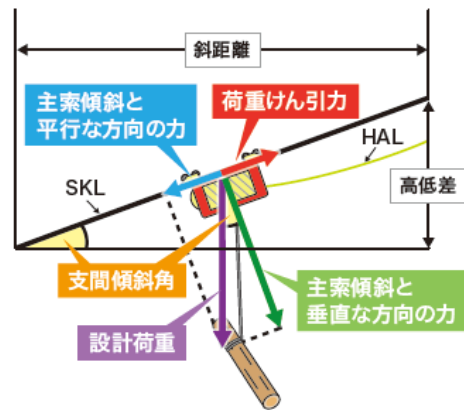 斜距離
主索傾斜と
平行な方向の力
荷重けん引力
HAL
SKL
高低差
支間傾斜角
主索傾斜と
垂直な方向の力
設計荷重